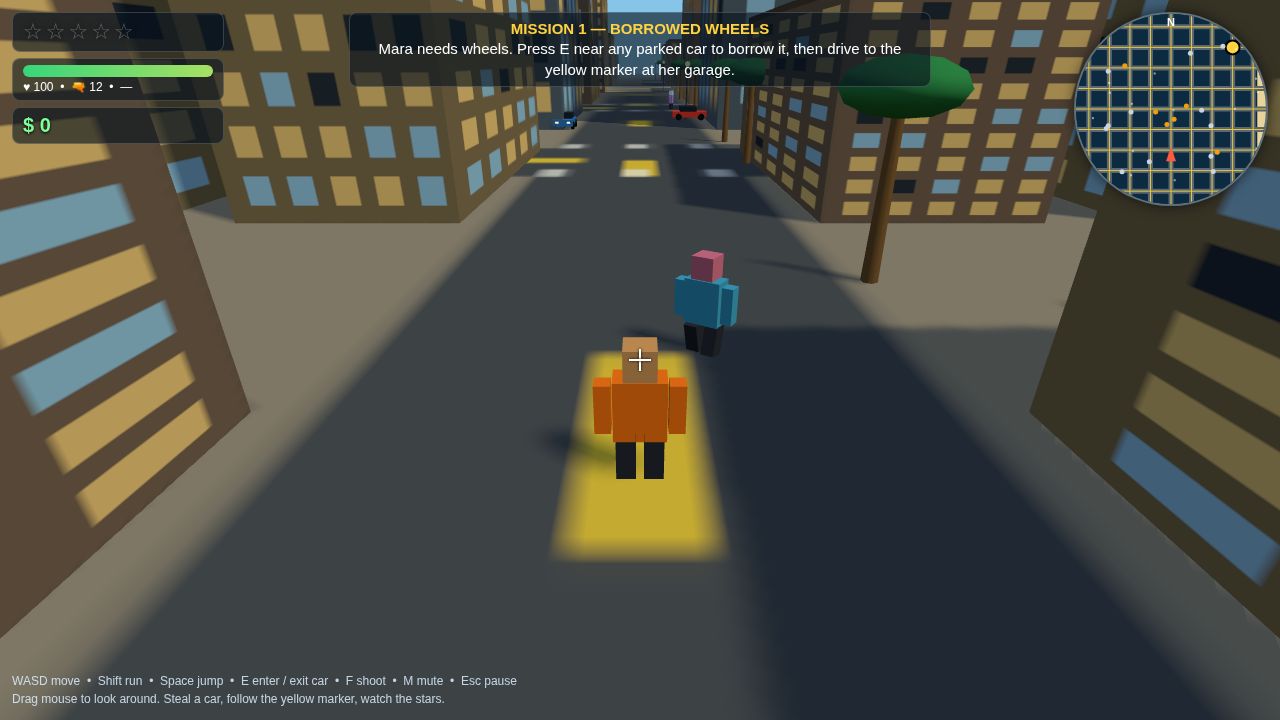 ☆☆☆☆☆
♥ 100 • 🔫 12 • —
$ 0
MISSION 1 — BORROWED WHEELS
Mara needs wheels. Press E near any parked car to borrow it, then drive to the
yellow marker at her garage.
N
WASD move • Shift run • Space jump • E enter / exit car • F shoot • M mute • Esc pause
Drag mouse to look around. Steal a car, follow the yellow marker, watch the stars.